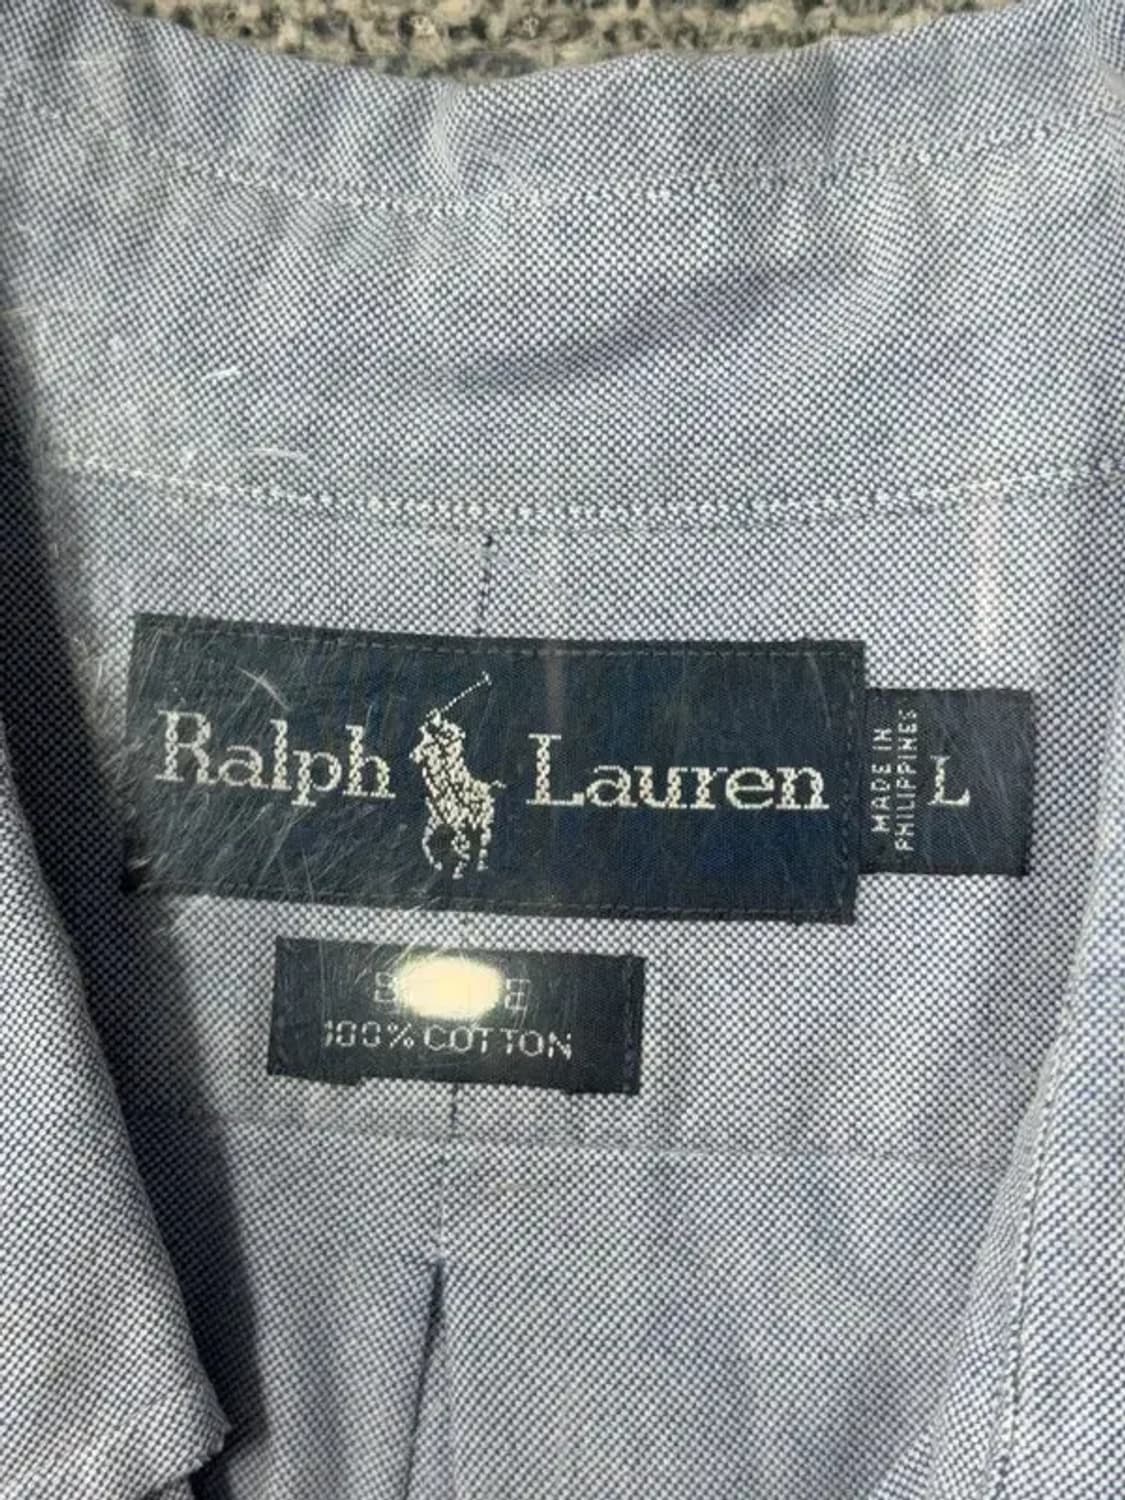 Ralph Lauren
MADE IN
PHILIPPINES
L
100% COTTON